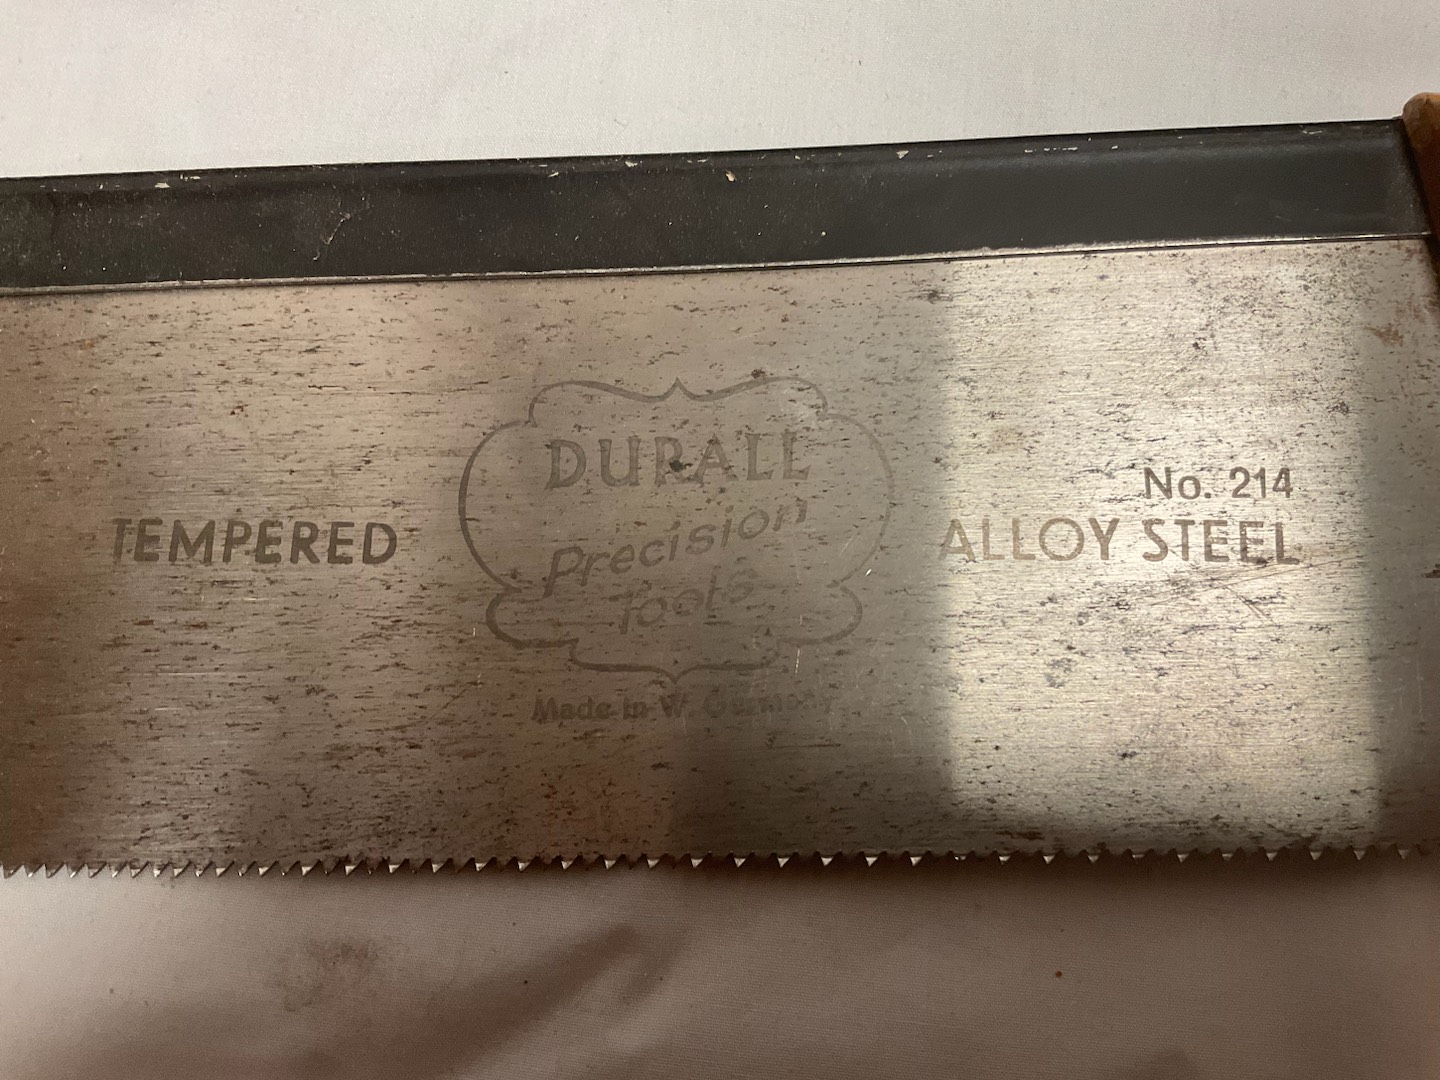 TEMPERED
DURALL
Precision
Tools
Made in W. Germany
No. 214
ALLOY STEEL